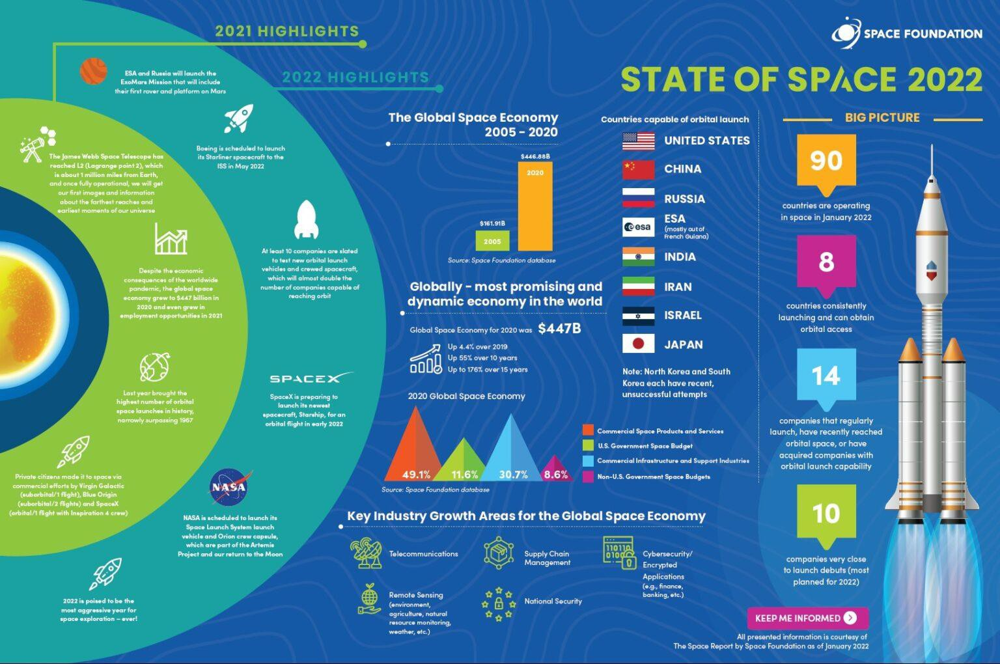 2021 HIGHLIGHTS
ESA and Russia will launch the
ExoMars Mission that will include
their first rover and platform on Mars
2022 HIGHLIGHTS
Boeing is scheduled to launch
its Starliner spacecraft to the
ISS in May 2022
The James Webb Space Telescope has
reached L2 (Lagrange point 2), which
is about 1 million miles from Earth,
and once fully operational, we will get
our first images and information
about the farthest reaches and
earliest moments of our universe
At least 10 companies are slated
to test new orbital launch
vehicles and crewed spacecraft,
which will almost double the
number of companies capable of
reaching orbit
Despite the economic
consequences of the worldwide
pandemic, the global space
economy grew to $447 billion in
2020 and even grew in
employment opportunities in 2021
SPACEX
SpaceX is preparing to
launch its newest
spacecraft, Starship, for an
orbital flight in early 2022
Last year brought the
highest number of orbital
space launches in history,
narrowly surpassing 1967
Private citizens made it to space via
commercial efforts by Virgin Galactic
(suborbital/1 flight), Blue Origin
(suborbital/2 flights) and SpaceX
(orbital/1 flight with Inspiration 4 crew)
NASA
NASA is scheduled to launch its
Space Launch System launch
vehicle and Orion crew capsule,
which are part of the Artemis
Project and our return to the Moon
2022 is poised to be the
most aggressive year for
space exploration – ever!
SPACE FOUNDATION
STATE OF SPACE 2022
The Global Space Economy
2005 - 2020
$446.88B
2020
$161.91B
2005
Source: Space Foundation database
Globally - most promising and
dynamic economy in the world
Global Space Economy for 2020 was $447B
Up 4.4% over 2019
Up 55% over 10 years
Up to 176% over 15 years
2020 Global Space Economy
49.1% 11.6% 30.7% 8.6%
Source: Space Foundation database
Commercial Space Products and Services
U.S. Government Space Budget
Commercial Infrastructure and Support Industries
Non-U.S. Government Space Budgets
Countries capable of orbital launch
UNITED STATES
CHINA
RUSSIA
esa
ESA
(mostly out of
French Guiana)
INDIA
IRAN
ISRAEL
JAPAN
Note: North Korea and South
Korea each have recent,
unsuccessful attempts
BIG PICTURE
90
countries are operating
in space in January 2022
8
countries consistently
launching and can obtain
orbital access
14
companies that regularly
launch, have recently reached
orbital space, or have
acquired companies with
orbital launch capability
10
companies very close
to launch debuts (most
planned for 2022)
Key Industry Growth Areas for the Global Space Economy
Telecommunications
Supply Chain
Management
110110
0100
Cybersecurity/
Encrypted
Applications
(e.g., finance,
banking, etc.)
Remote Sensing
(environment,
agriculture, natural
resource monitoring,
weather, etc.)
National Security
KEEP ME INFORMED
All presented information is courtesy of
The Space Report by Space Foundation as of January 2022